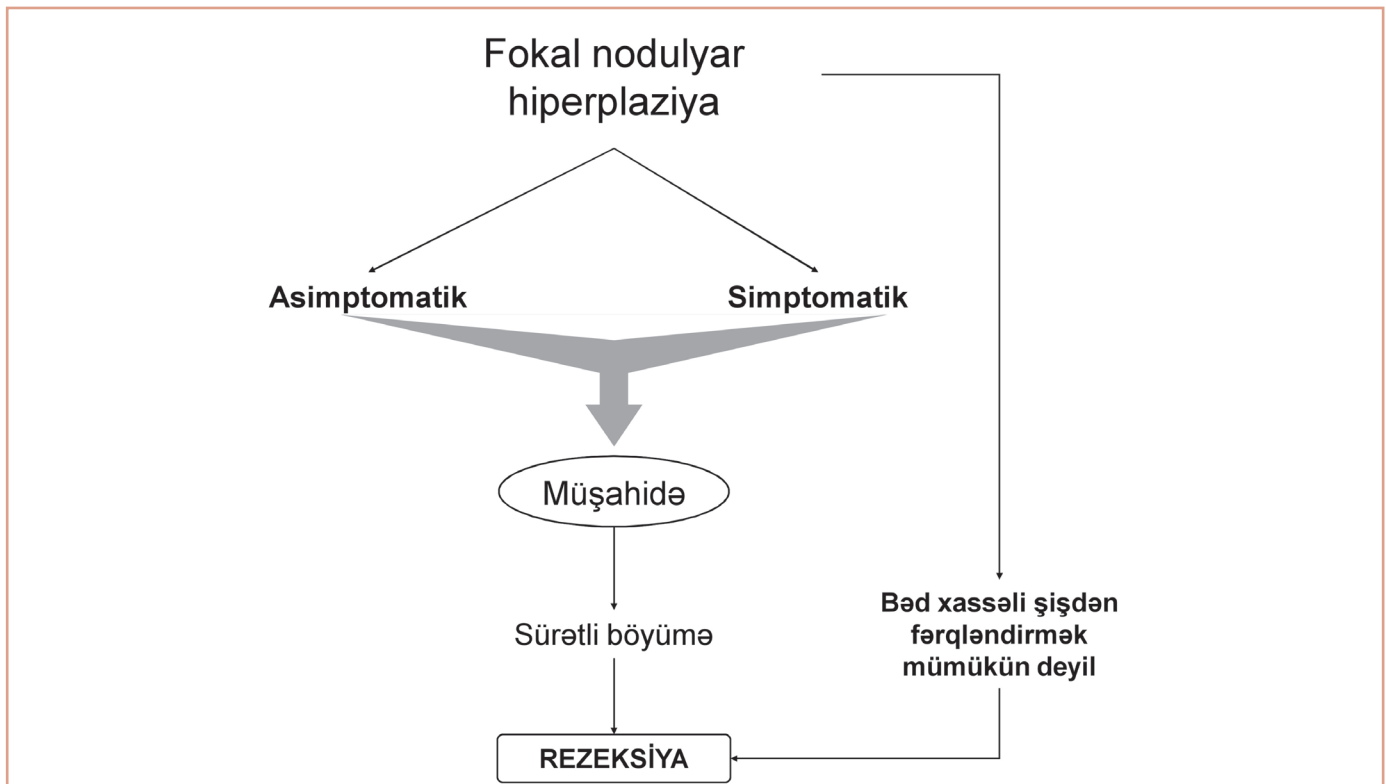 Fokal nodulyar
hiperplaziya
Asimptomatik
Simptomatik
Müşahidə
Sürətli böyümə
Bəd xassəli şişdən
fərqləndirmək
mümükün deyil
REZEKSİYA